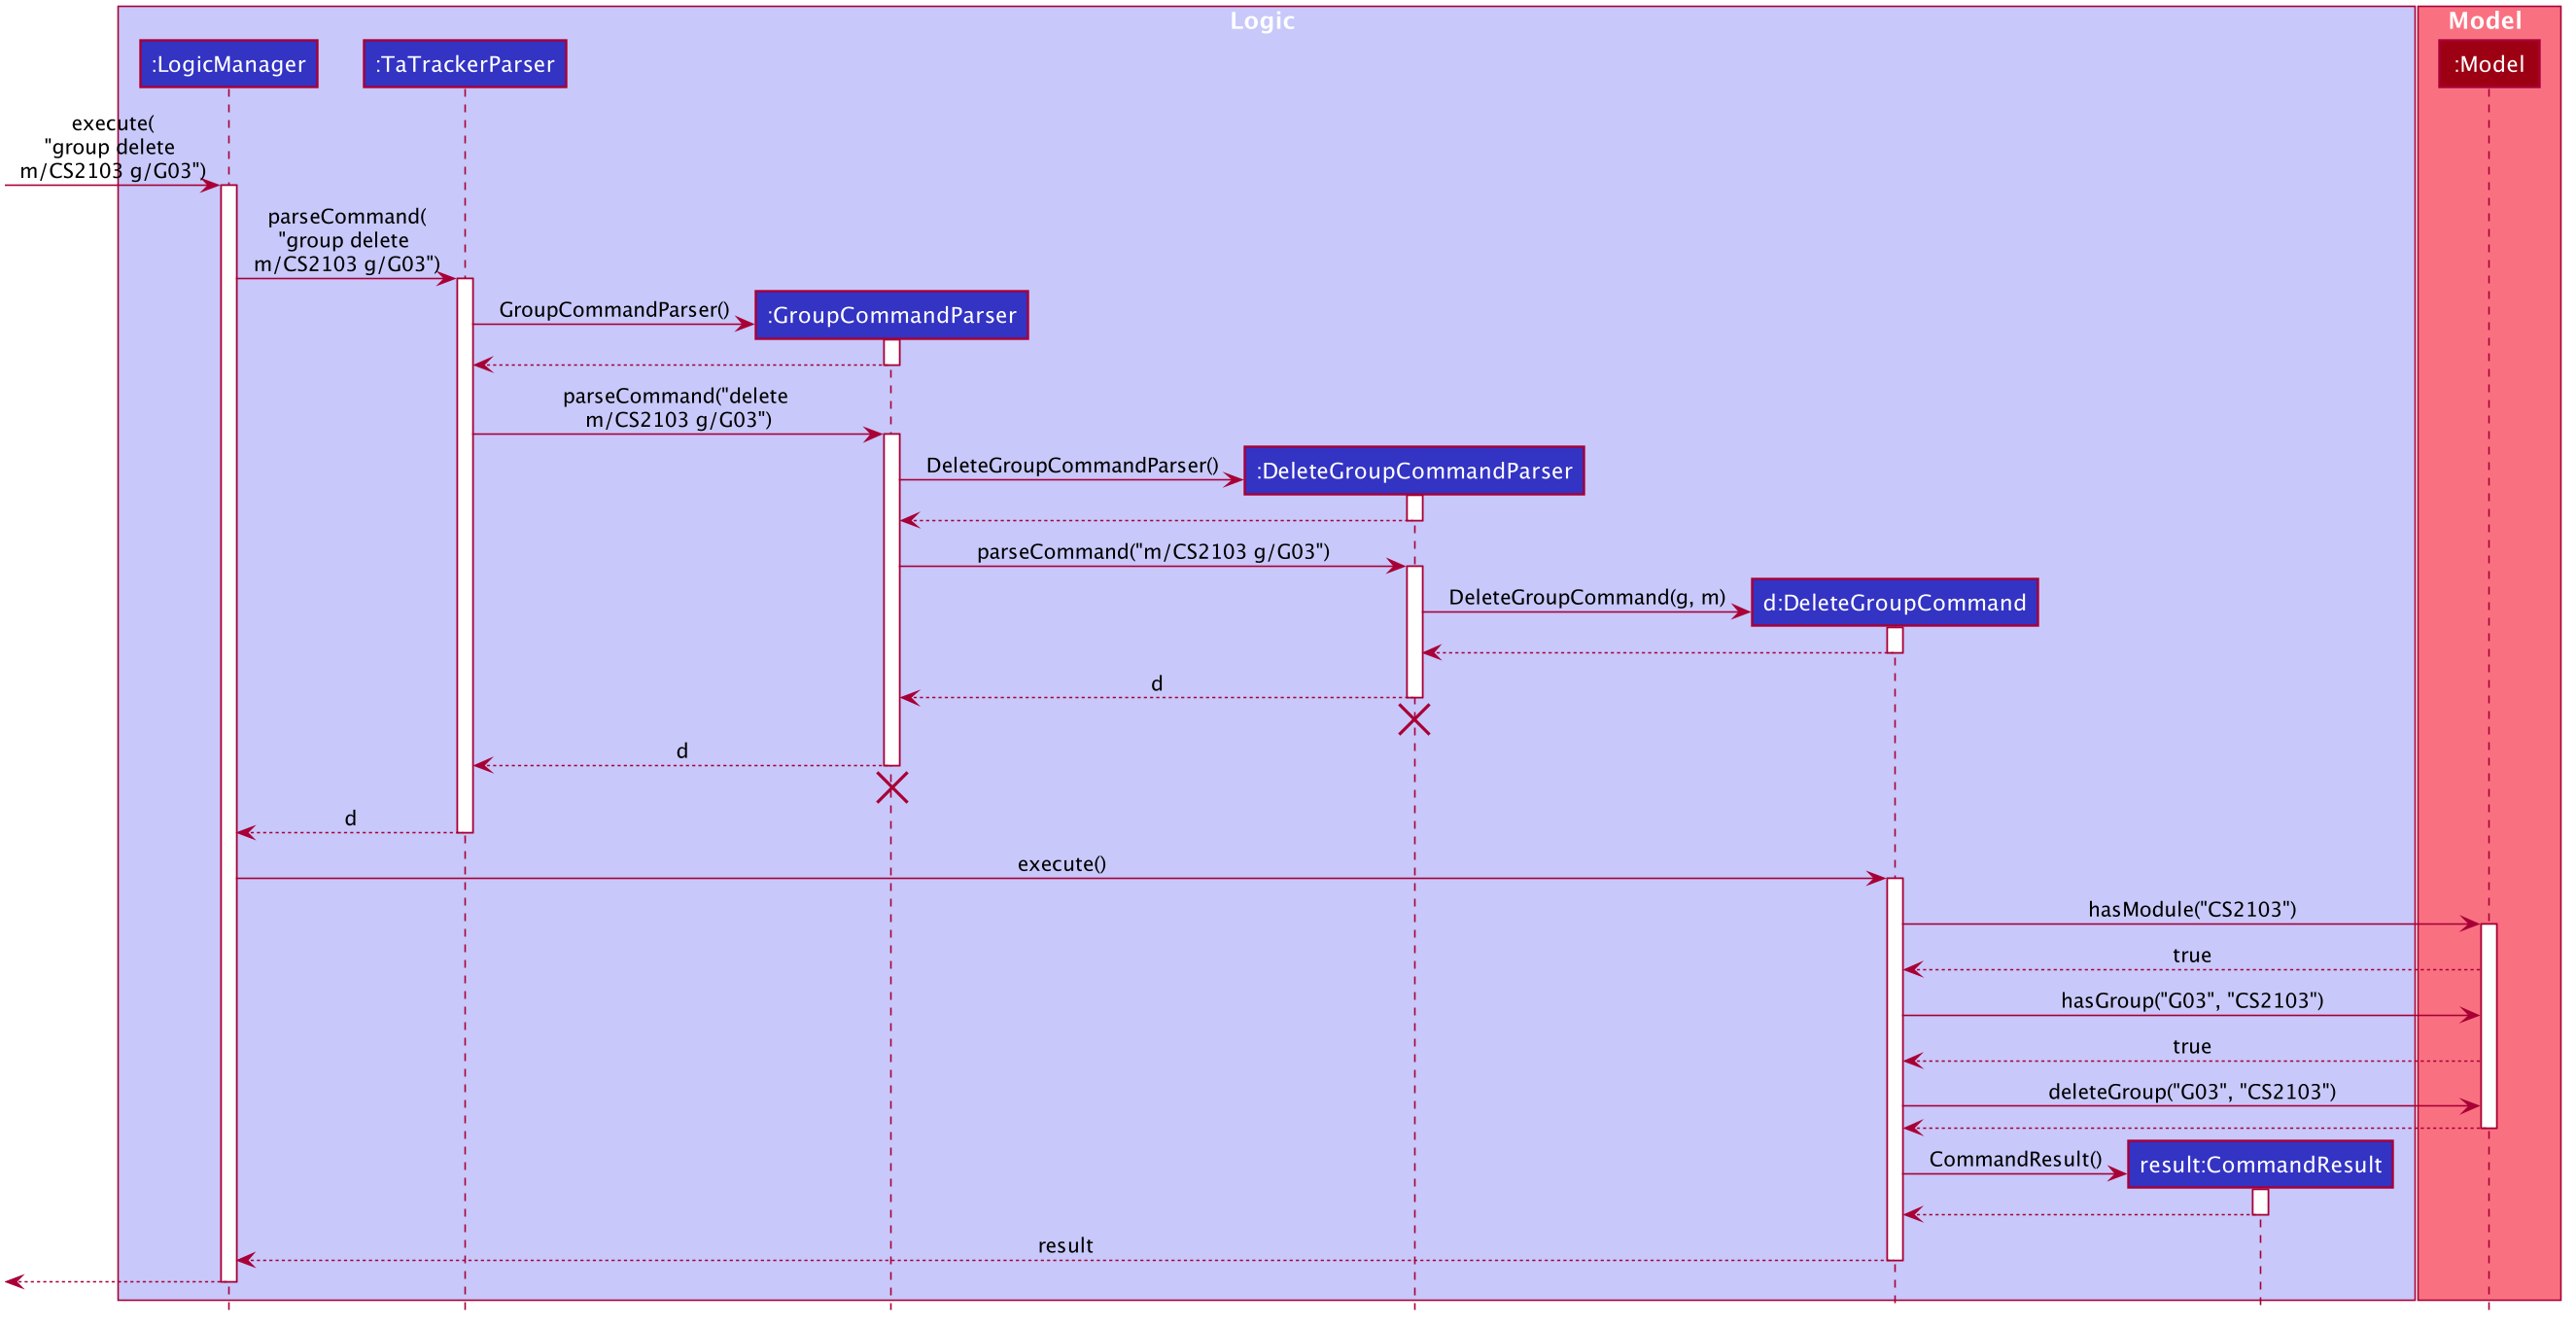 Logic
Model
:LogicManager
:TaTrackerParser
:Model
execute(
"group delete
m/CS2103 g/G03")
parseCommand(
"group delete
m/CS2103 g/G03")
GroupCommandParser()
:GroupCommandParser
parseCommand("delete
m/CS2103 g/G03")
DeleteGroupCommandParser()
:DeleteGroupCommandParser
parseCommand("m/CS2103 g/G03")
DeleteGroupCommand(g, m)
d:DeleteGroupCommand
d
d
d
execute()
hasModule("CS2103")
true
hasGroup("G03", "CS2103")
true
deleteGroup("G03", "CS2103")
CommandResult()
result:CommandResult
result